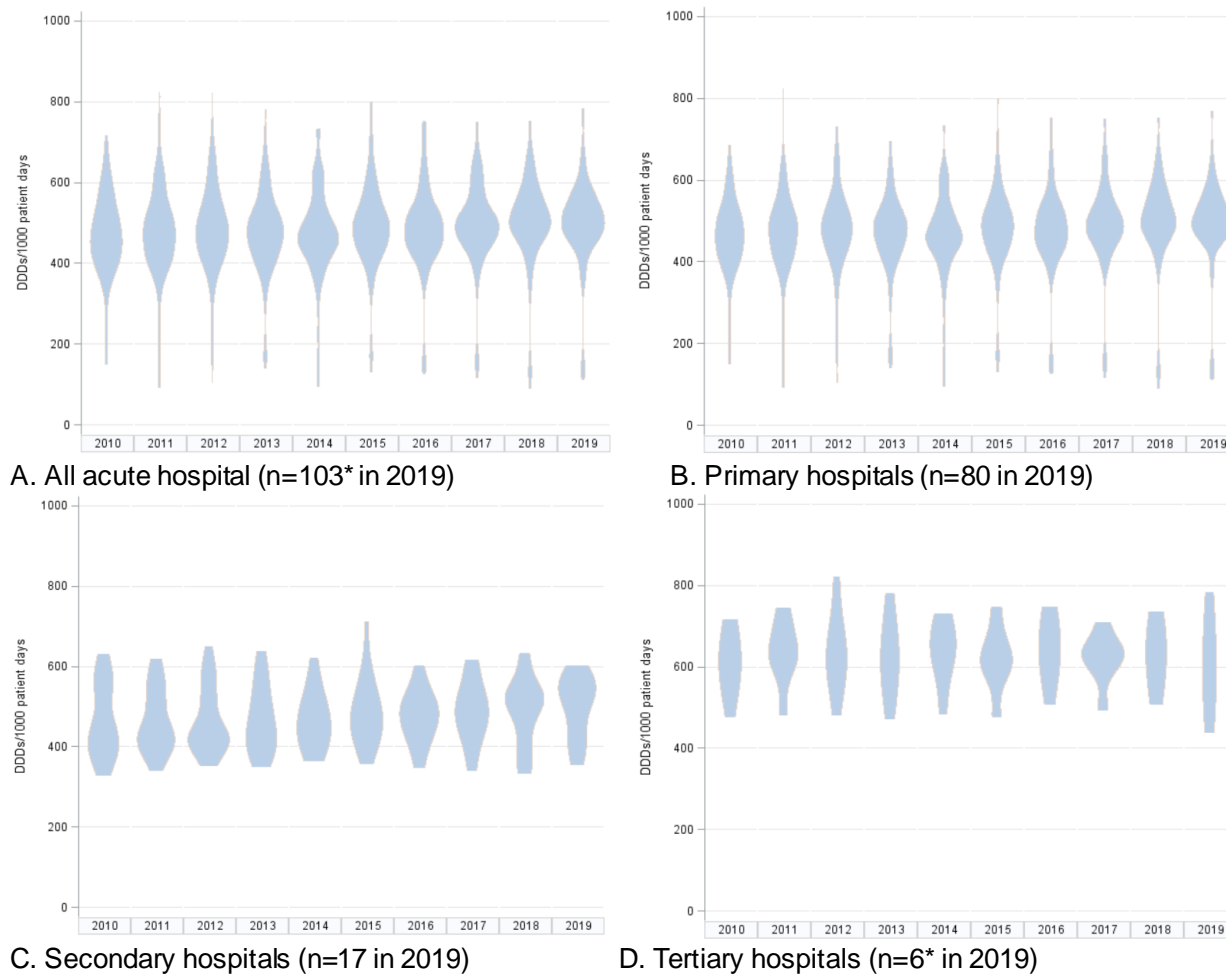 1000
800
600
400
200
0
DDDs/1000 patient days
2010 2011 2012 2013 2014 2015 2016 2017 2018 2019
A. All acute hospital (n=103* in 2019)
1000
800
600
400
200
0
DDDs/1000 patient days
2010 2011 2012 2013 2014 2015 2016 2017 2018 2019
B. Primary hospitals (n=80 in 2019)
1000
800
600
400
200
0
DDDs/1000 patient days
2010 2011 2012 2013 2014 2015 2016 2017 2018 2019
C. Secondary hospitals (n=17 in 2019)
1000
800
600
400
200
0
DDDs/1000 patient days
2010 2011 2012 2013 2014 2015 2016 2017 2018 2019
D. Tertiary hospitals (n=6* in 2019)